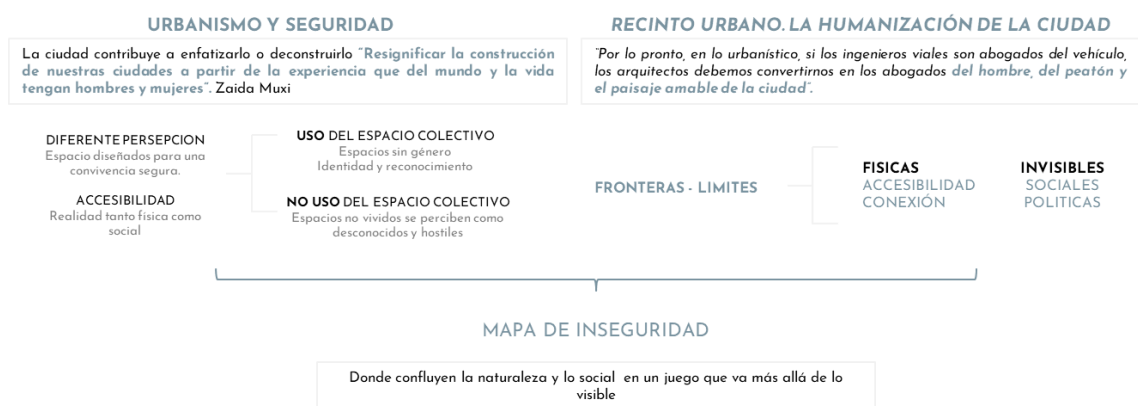 URBANISMO Y SEGURIDAD
La ciudad contribuye a enfatizarlo o deconstruirlo “Resignificar la construcción
de nuestras ciudades a partir de la experiencia que del mundo y la vida
tengan hombres y mujeres”. Zaida Muxi
DIFERENTE PERSEPCION
Espacio diseñados para una
convivencia segura.
ACCESIBILIDAD
Realidad tanto fisica como
social
USO DEL ESPACIO COLECTIVO
Espacios sin género
Identidad y reconocimiento
NO USO DEL ESPACIO COLECTIVO
Espacios no vividos se perciben como
desconocidos y hostiles
RECINTO URBANO. LA HUMANIZACIÓN DE LA CIUDAD
“Por lo pronto, en lo urbanístico, si los ingenieros viales son abogados del vehículo,
los arquitectos debemos convertirnos en los abogados del hombre, del peatón y
el paisaje amable de la ciudad”.
FRONTERAS - LIMITES
FISICAS
ACCESIBILIDAD
CONEXIÓN
INVISIBLES
SOCIALES
POLITICAS
MAPA DE INSEGURIDAD
Donde confluyen la naturaleza y lo social en un juego que va más allá de lo
visible